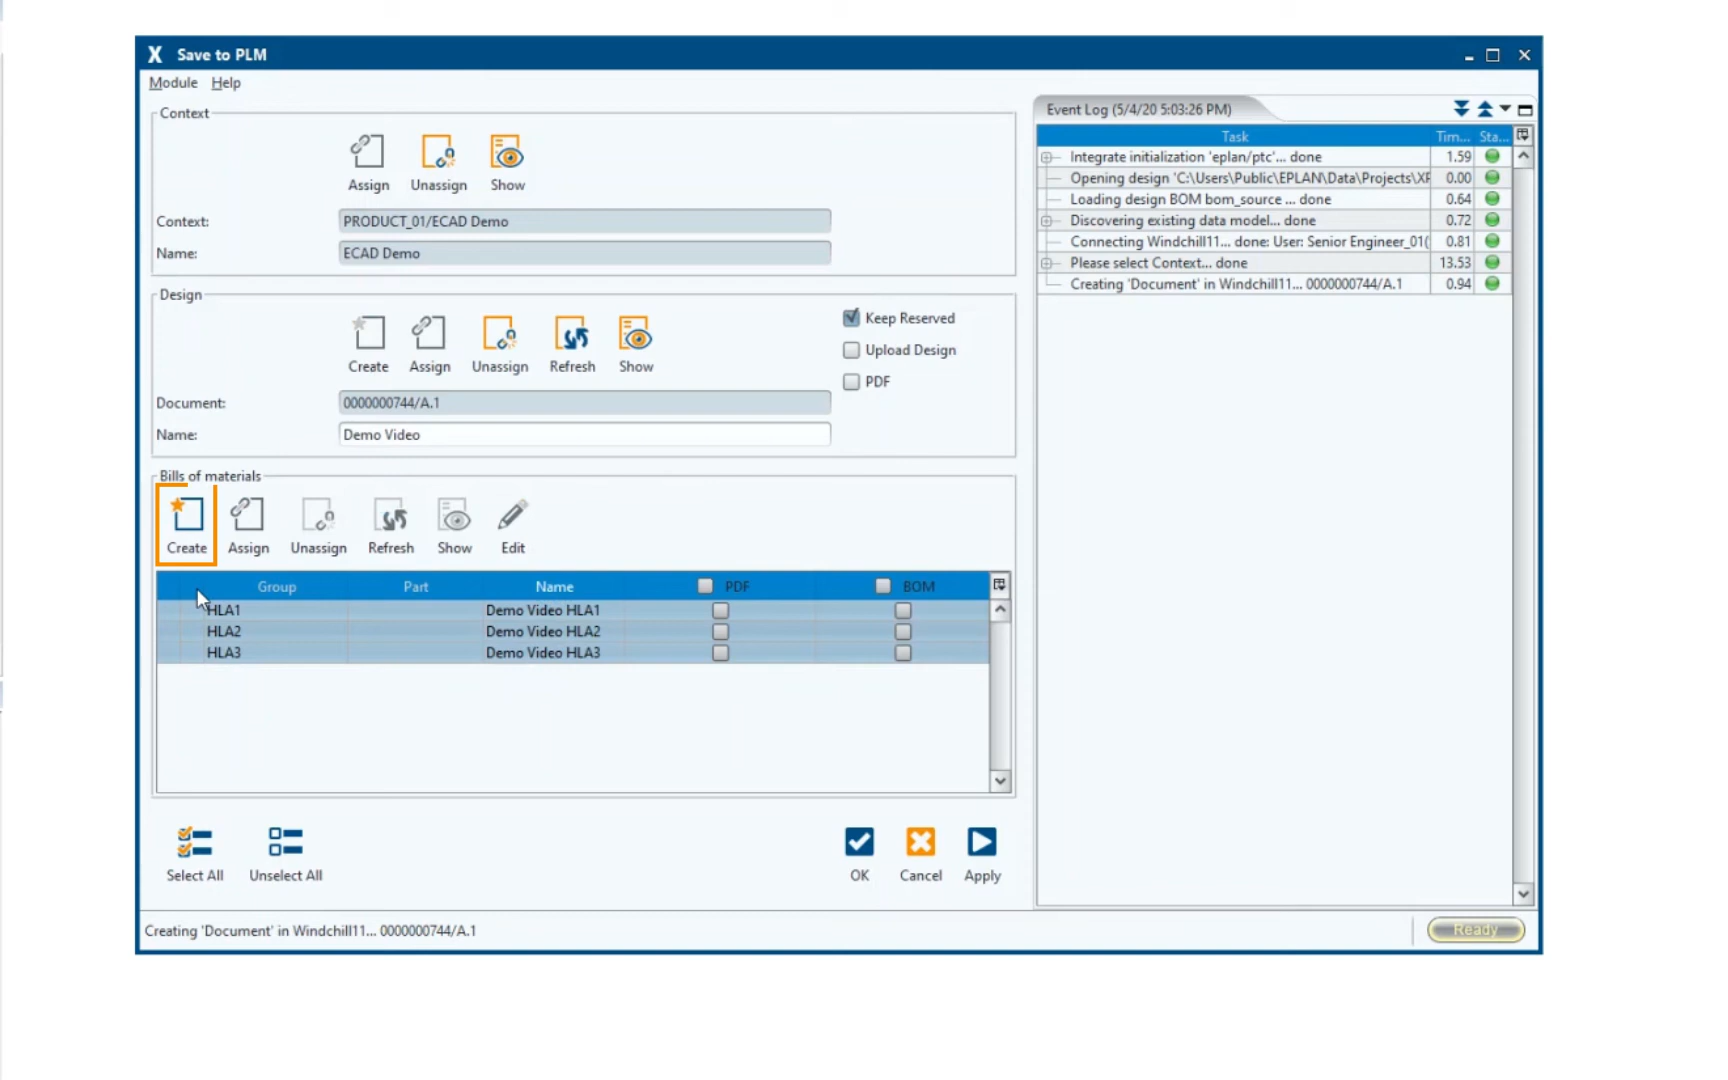 X Save to PLM
Module Help
Context
Assign Unassign Show
Context: PRODUCT_01/ECAD Demo
Name: ECAD Demo
Design
Create Assign Unassign Refresh Show
Keep Reserved
Upload Design
PDF
Document: 0000000744/A.1
Name: Demo Video
Bills of materials
Create Assign Unassign Refresh Show Edit
Group Part Name PDF BOM
HLA1 Demo Video HLA1
HLA2 Demo Video HLA2
HLA3 Demo Video HLA3
Select All Unselect All OK Cancel Apply
Event Log (5/4/20 5:03:26 PM)
Task Tim... Sta...
Integrate initialization 'eplan/ptc'... done 1.59
Opening design 'C:\Users\Public\EPLAN\Data\Projects\XF 0.00
Loading design BOM bom_source ... done 0.64
Discovering existing data model... done 0.72
Connecting Windchill11... done: User: Senior Engineer_01( 0.81
Please select Context... done 13.53
Creating 'Document' in Windchill11... 0000000744/A.1 0.94
Creating 'Document' in Windchill11... 0000000744/A.1 Ready